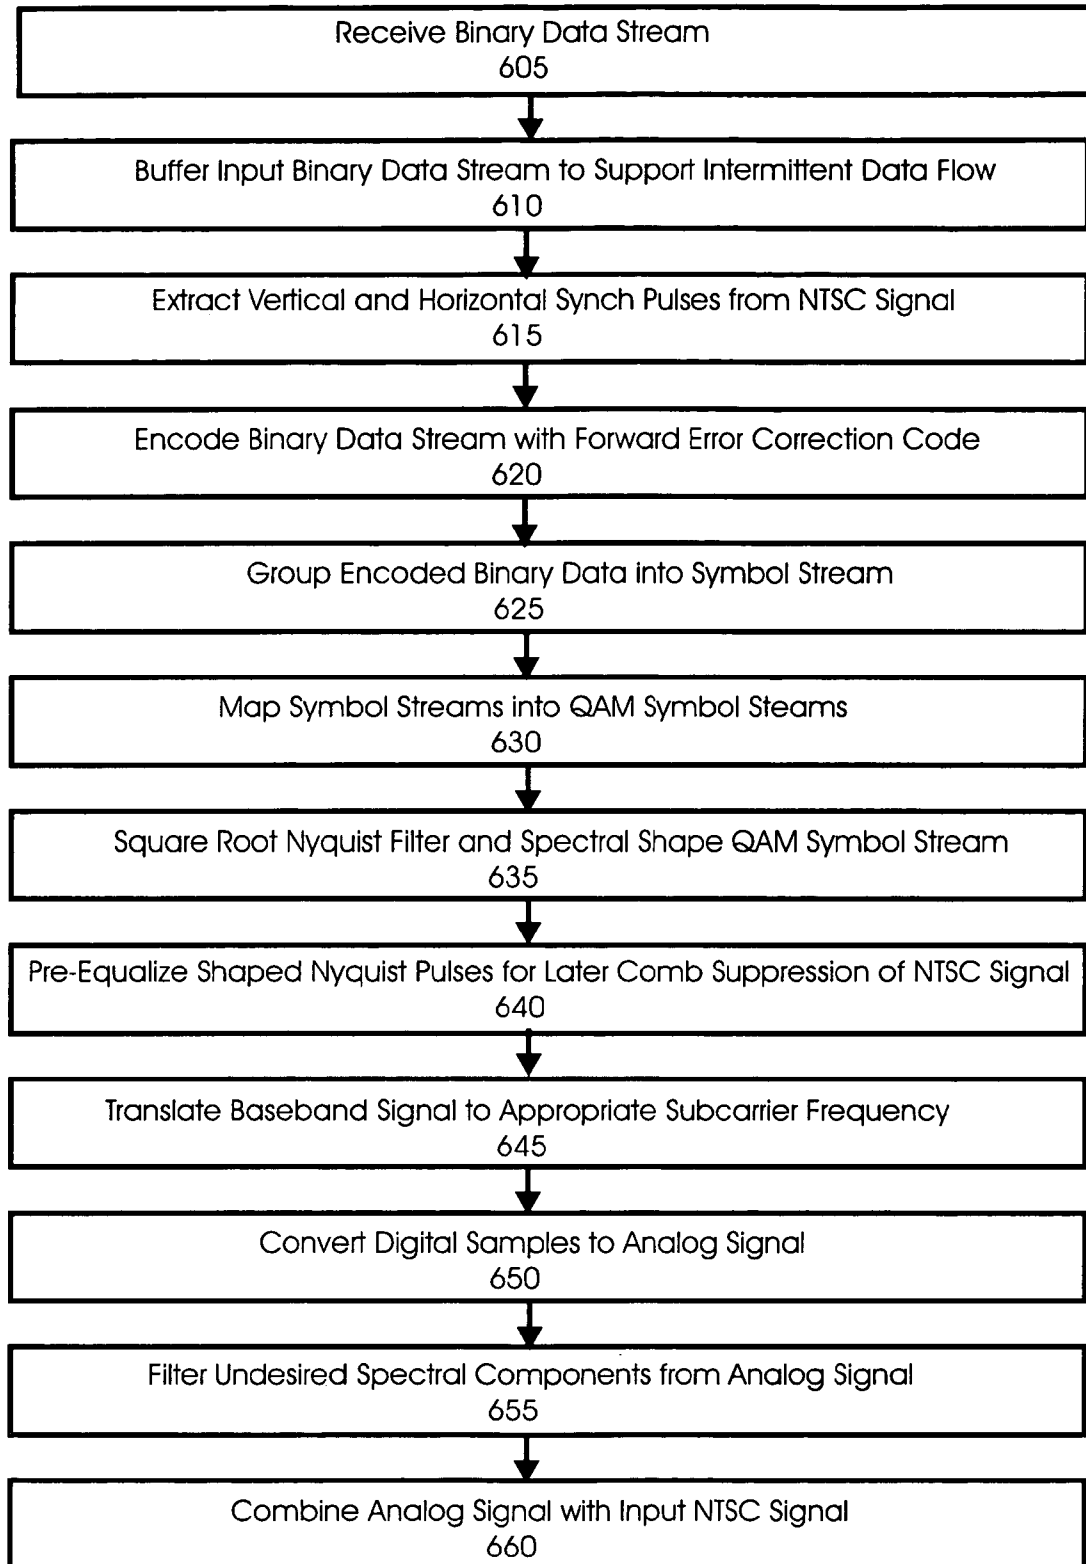 Receive Binary Data Stream
605
Buffer Input Binary Data Stream to Support Intermittent Data Flow
610
Extract Vertical and Horizontal Synch Pulses from NTSC Signal
615
Encode Binary Data Stream with Forward Error Correction Code
620
Group Encoded Binary Data into Symbol Stream
625
Map Symbol Streams into QAM Symbol Steams
630
Square Root Nyquist Filter and Spectral Shape QAM Symbol Stream
635
Pre-Equalize Shaped Nyquist Pulses for Later Comb Suppression of NTSC Signal
640
Translate Baseband Signal to Appropriate Subcarrier Frequency
645
Convert Digital Samples to Analog Signal
650
Filter Undesired Spectral Components from Analog Signal
655
Combine Analog Signal with Input NTSC Signal
660